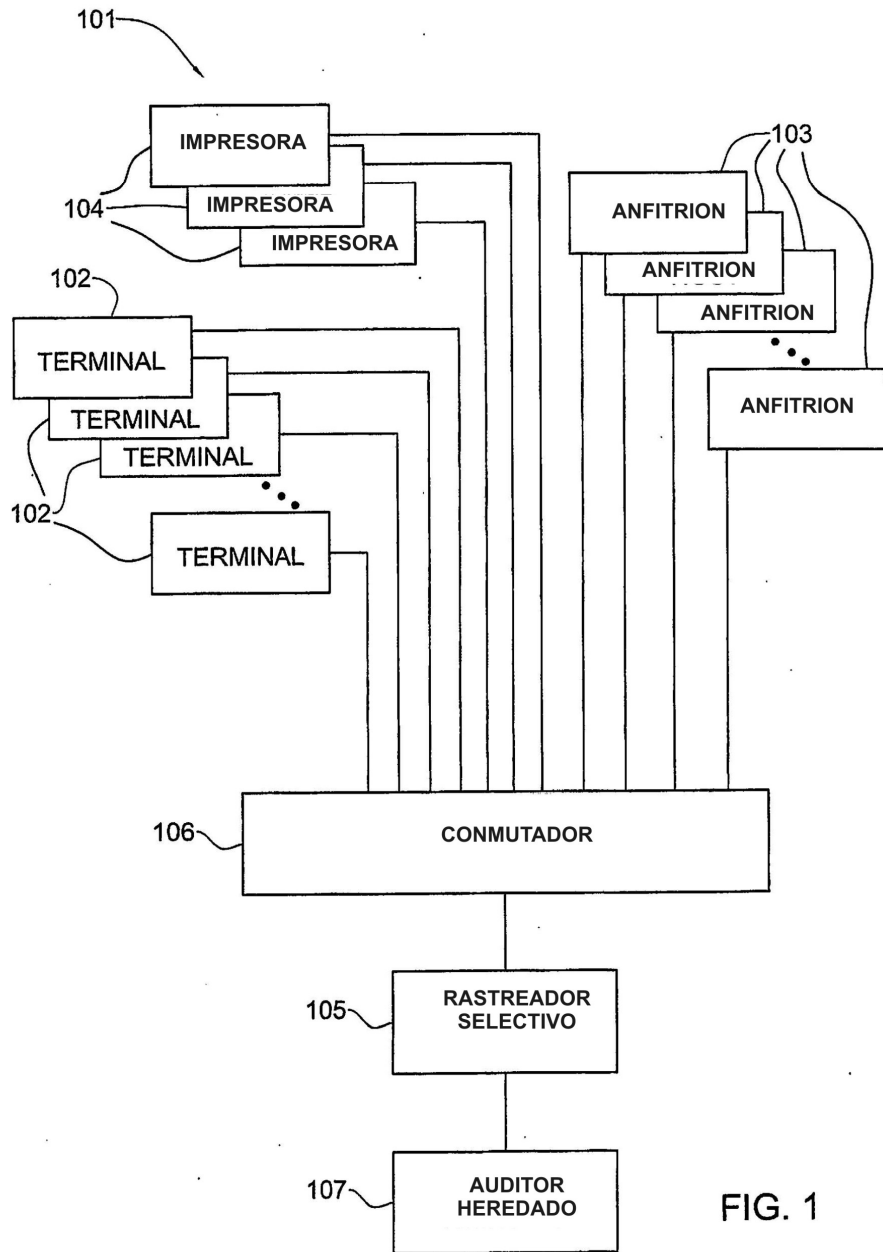 101
IMPRESORA
IMPRESORA
IMPRESORA
104
103
ANFITRION
ANFITRION
ANFITRION
ANFITRION
102
TERMINAL
TERMINAL
TERMINAL
102
TERMINAL
106
CONMUTADOR
105
RASTREADOR
SELECTIVO
107
AUDITOR
HEREDADO
FIG. 1